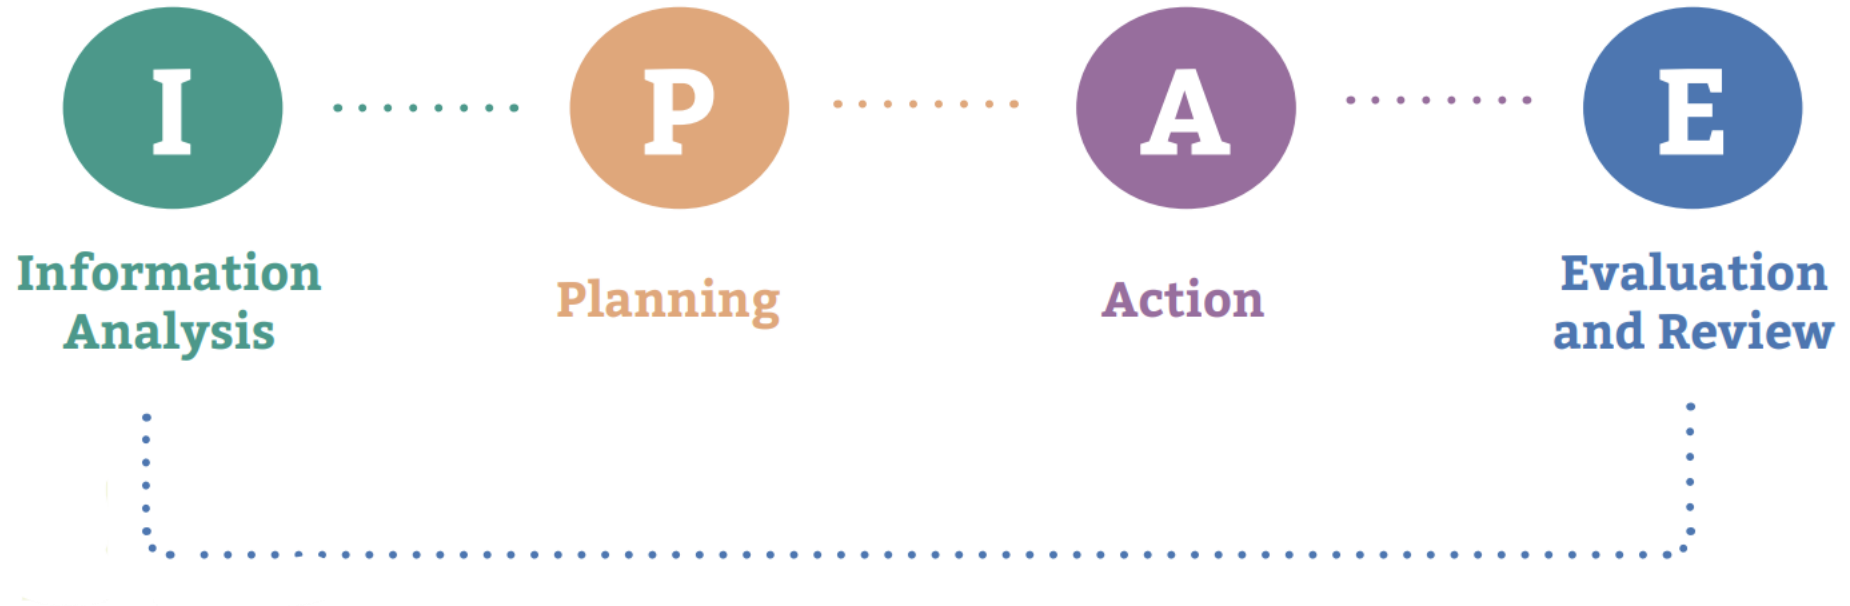 I
P
A
E
Information
Analysis
Planning
Action
Evaluation
and Review